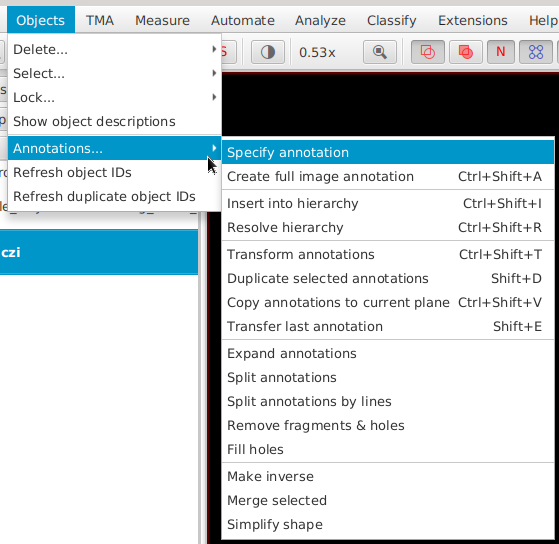 Objects TMA Measure Automate Analyze Classify Extensions Help
0.53x N
Delete...
Select...
Lock...
Show object descriptions
Annotations...
Refresh object IDs
Refresh duplicate object IDs
czi
Specify annotation
Create full image annotation Ctrl+Shift+A
Insert into hierarchy Ctrl+Shift+I
Resolve hierarchy Ctrl+Shift+R
Transform annotations Ctrl+Shift+T
Duplicate selected annotations Shift+D
Copy annotations to current plane Ctrl+Shift+V
Transfer last annotation Shift+E
Expand annotations
Split annotations
Split annotations by lines
Remove fragments & holes
Fill holes
Make inverse
Merge selected
Simplify shape